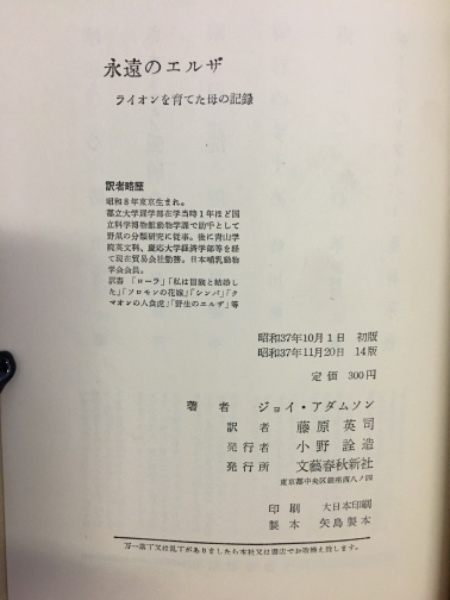 永遠のエルザ
ライオンを育てた母の記録
訳者略歴
昭和8年東京生まれ。
都立大学理学部在学当時1年ほど国
立科学博物館動物学課で助手として
野鼠の分類研究に従事。後に青山学
院英文科、慶応大学経済学部等を経
て現在貿易会社勤務。日本哺乳動物
学会会員。
訳書 「ローラ」「私は冒険と結婚し
た」「ソロモンの花嫁」「シンバ」「ク
マオンの人食虎」「野生のエルザ」等
昭和37年10月1日 初版
昭和37年11月20日 14版
定価 300円
著者 ジョイ・アダムソン
訳者 藤原英司
発行者 小野詮造
発行所 文藝春秋新社
東京都中央区銀座西八ノ四
印刷 大日本印刷
製本 矢島製本
万一落丁又は乱丁がありましたら本社又は書店でお取換え致します。